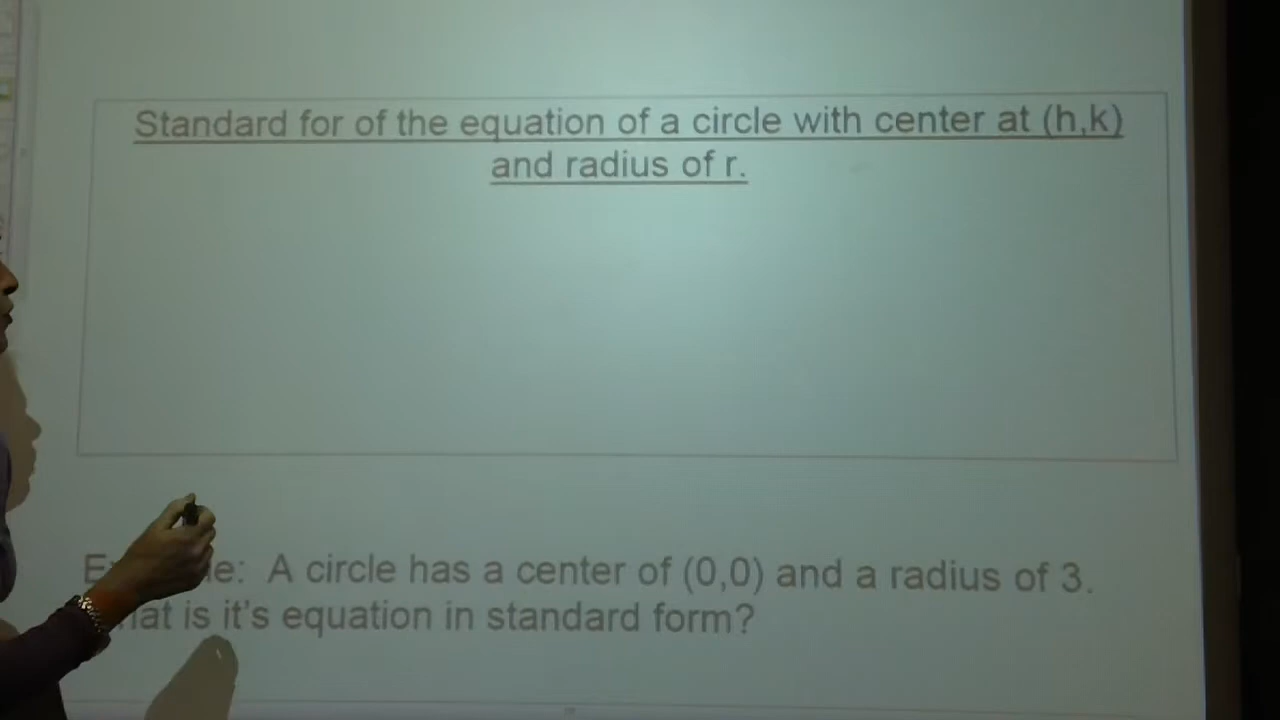 Standard for of the equation of a circle with center at (h,k)
and radius of r.
A circle has a center of (0,0) and a radius of 3.
is it's equation in standard form?